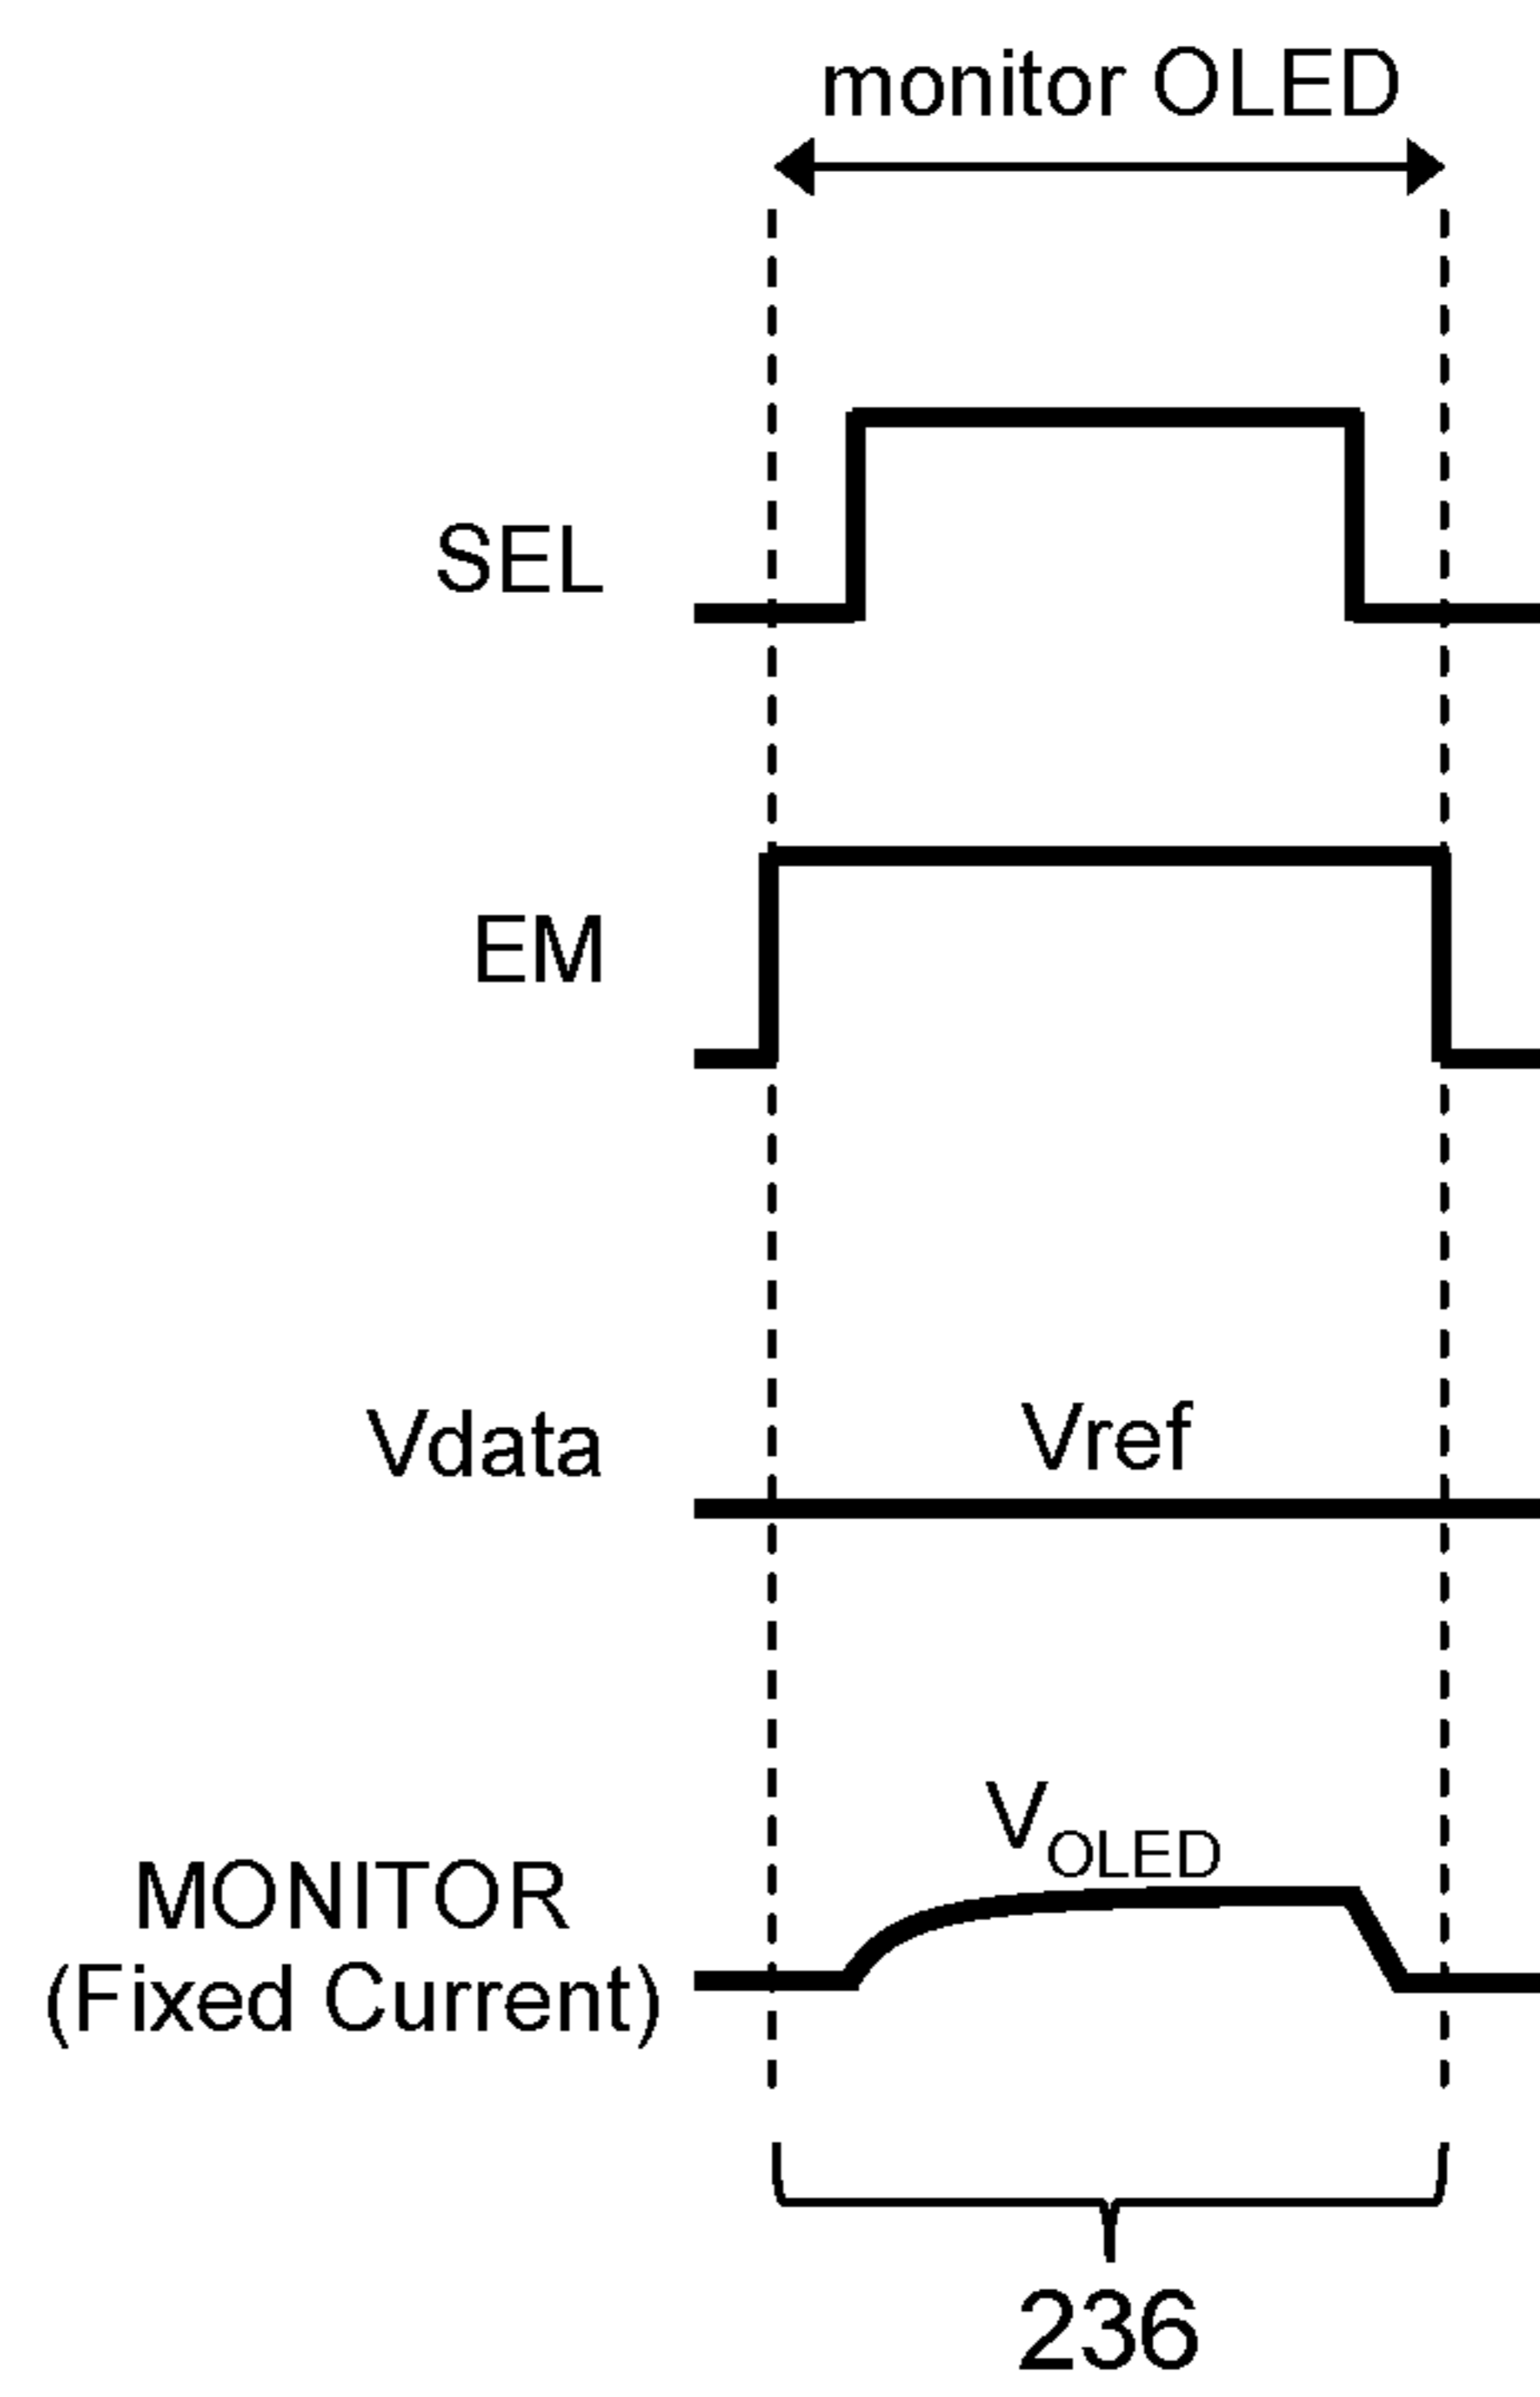 monitor OLED
SEL
EM
Vdata
Vref
VOLED
MONITOR
(Fixed Current)
236